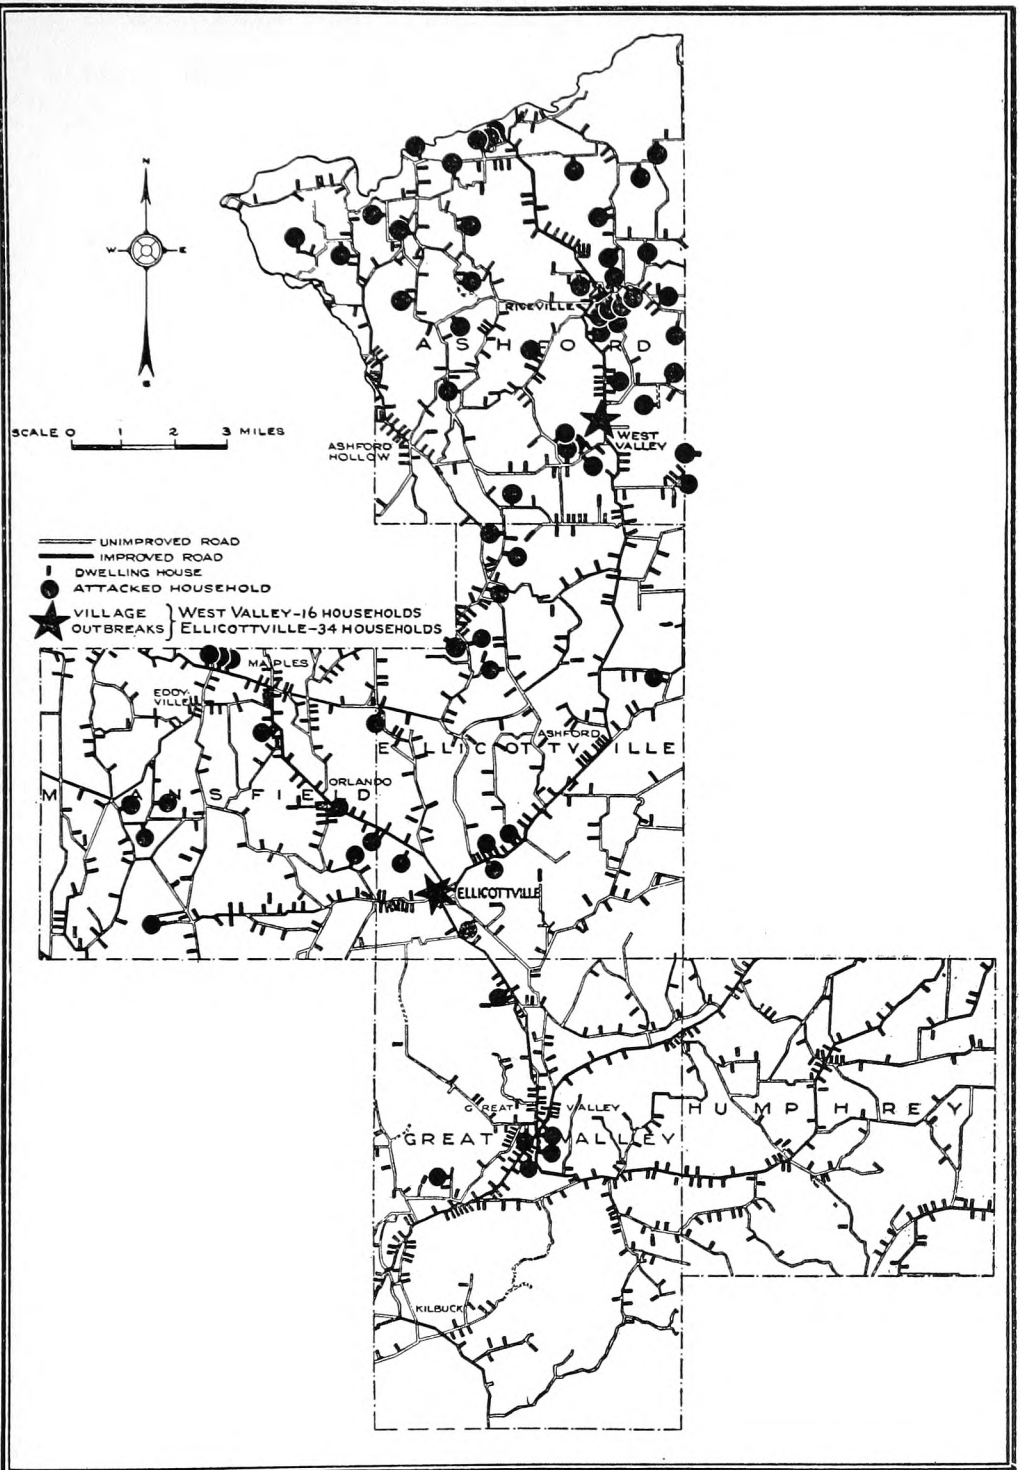 N
W E
S
RICEVILLE
A S H F O R D
SCALE 0 1 2 3 MILES
ASHFORD
HOLLOW
WEST
VALLEY
UNIMPROVED ROAD
IMPROVED ROAD
DWELLING HOUSE
ATTACKED HOUSEHOLD
VILLAGE
OUTBREAKS
WEST VALLEY-16 HOUSEHOLDS
ELLICOTTVILLE-34 HOUSEHOLDS
MAPLES
EDDY-
VILLE
ASHFORD
ELLICOTTVILLE
ORLANDO
M A N S F I E L D
ELLICOTTVILLE
GREAT VALLEY
H U M P H R E Y
GREAT VALLEY
KILBUCK